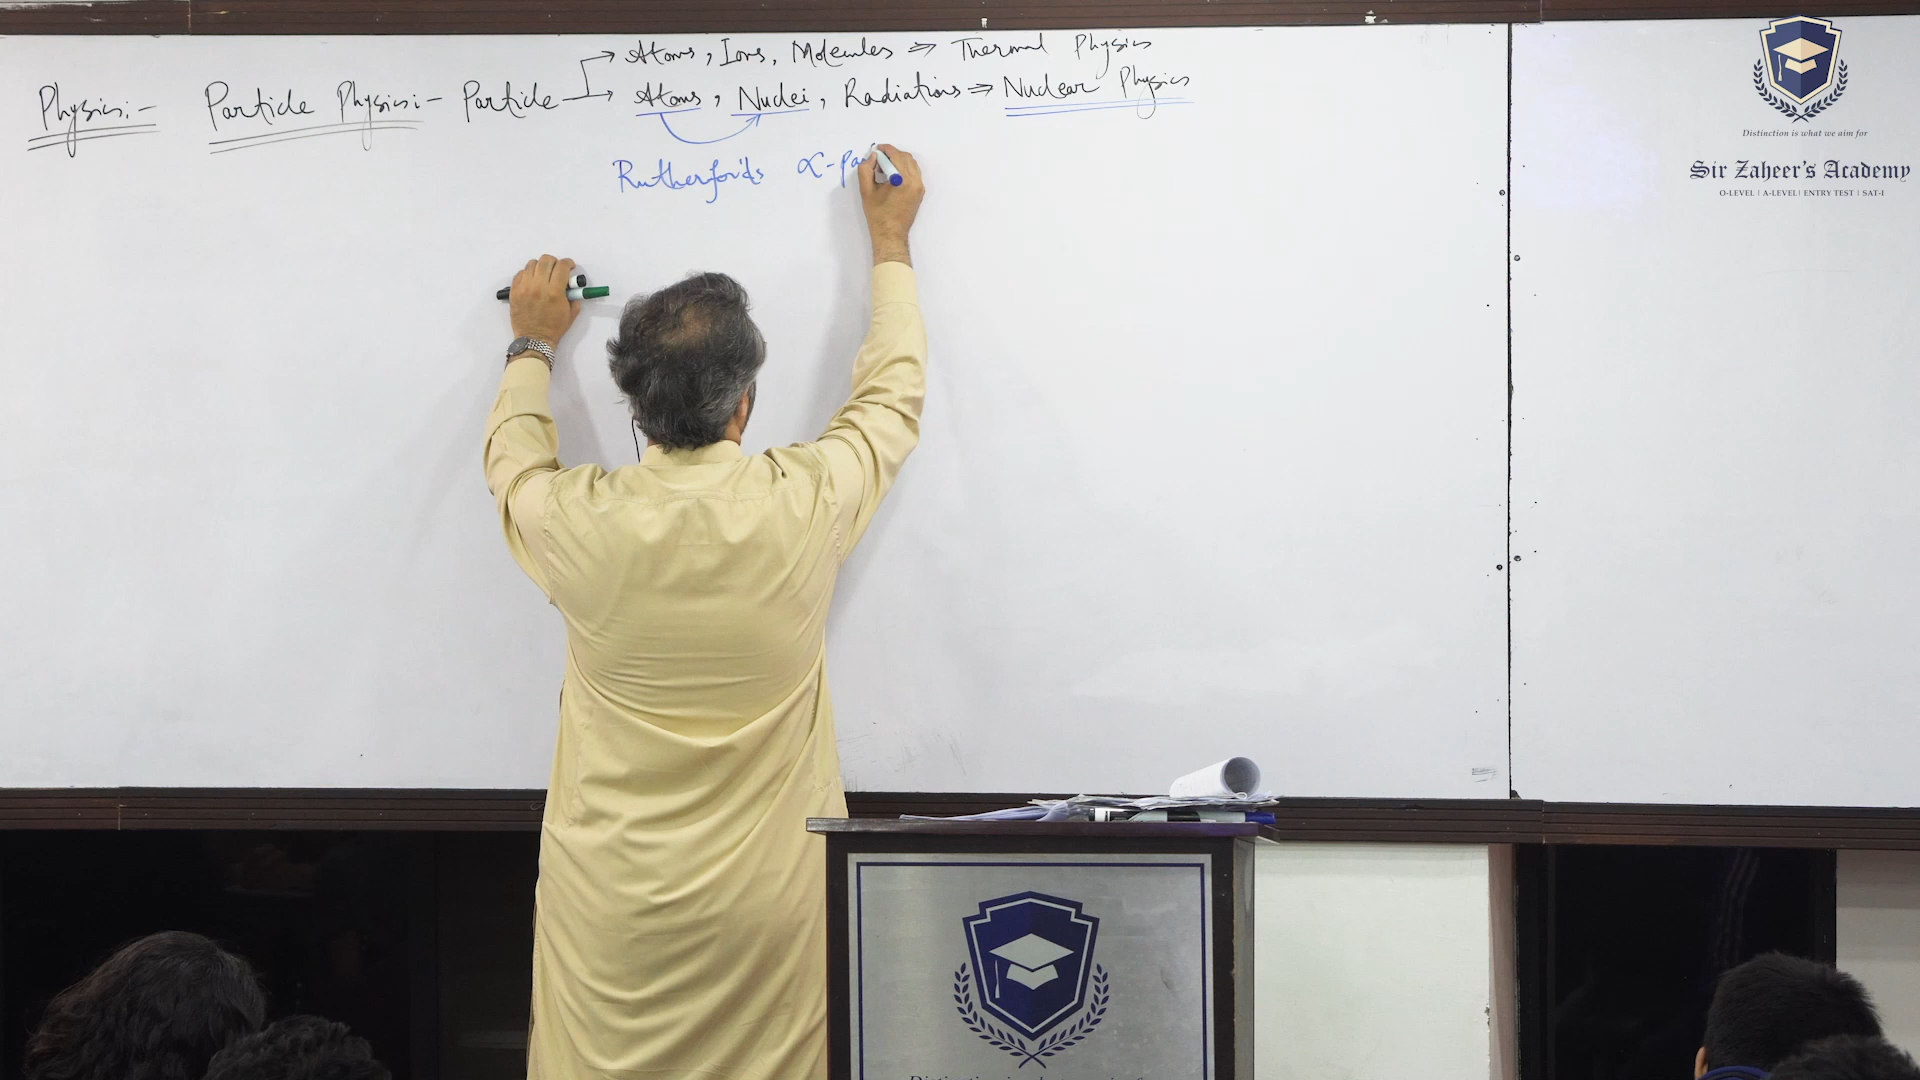 → Atoms, Ions, Molecules ⇒ Thermal Physics
Physics:- Particle Physics:- Particle → Atoms, Nuclei, Radiations ⇒ Nuclear Physics
Rutherford's α-pa
Distinction is what we aim for
Sir Zaheer's Academy
O-LEVEL | A-LEVEL | ENTRY TEST | SAT-I